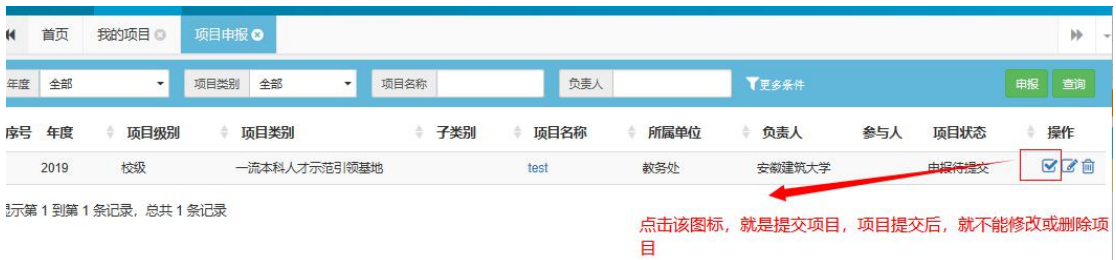 首页 我的项目 项目申报
年度 全部 项目类别 全部 项目名称 负责人 更多条件 申报 查询
序号 年度 项目级别 项目类别 子类别 项目名称 所属单位 负责人 参与人 项目状态 操作
2019 校级 一流本科人才示范引领基地 test 教务处 安徽建筑大学 申报待提交
显示第 1 到第 1 条记录，总共 1 条记录
点击该图标，就是提交项目，项目提交后，就不能修改或删除项
目